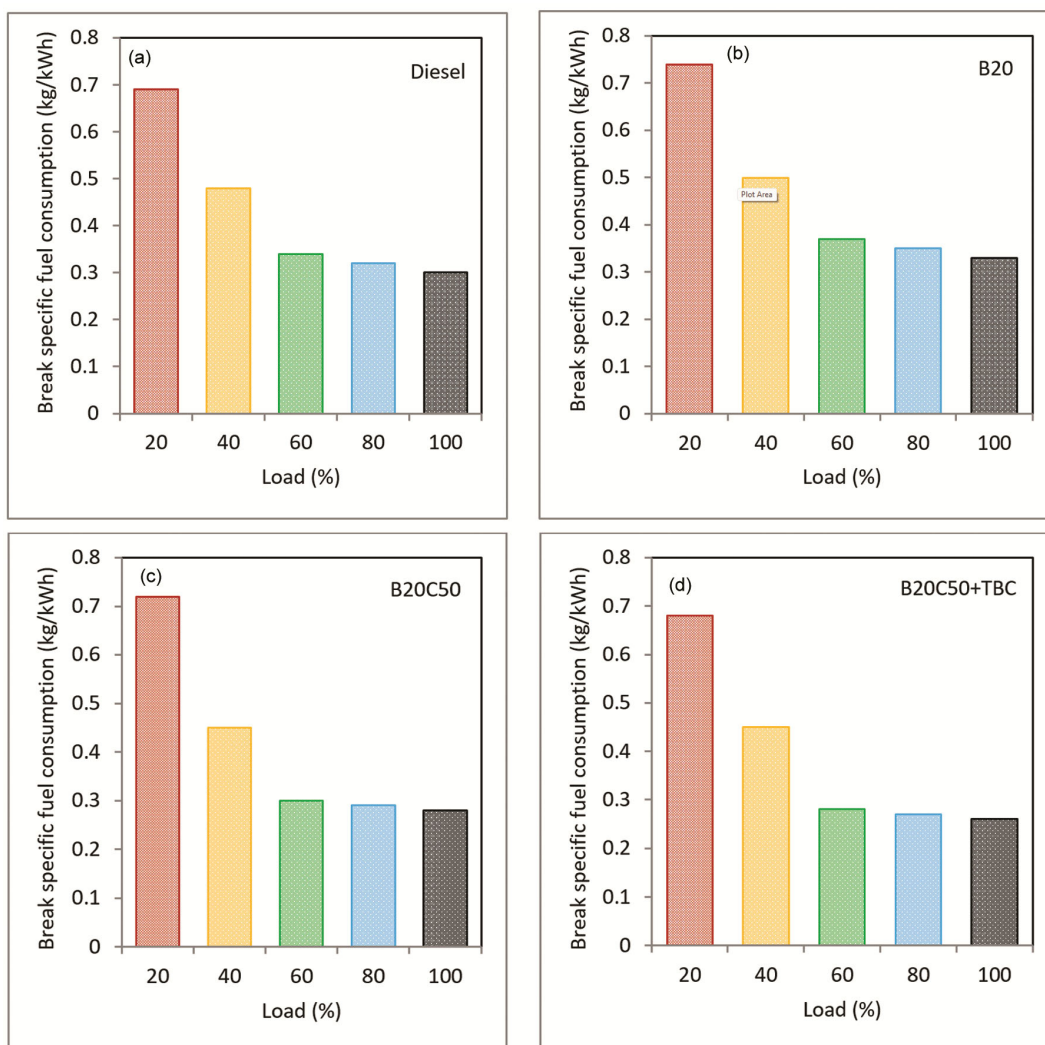 (a)
Diesel
Break specific fuel consumption (kg/kWh)
0.8
0.7
0.6
0.5
0.4
0.3
0.2
0.1
0
20 40 60 80 100
Load (%)
(b)
B20
Break specific fuel consumption (kg/kWh)
0.8
0.7
0.6
0.5
0.4
0.3
0.2
0.1
0
Plot Area
20 40 60 80 100
Load (%)
(c)
B20C50
Break specific fuel consumption (kg/kWh)
0.8
0.7
0.6
0.5
0.4
0.3
0.2
0.1
0
20 40 60 80 100
Load (%)
(d)
B20C50+TBC
Break specific fuel consumption (kg/kWh)
0.8
0.7
0.6
0.5
0.4
0.3
0.2
0.1
0
20 40 60 80 100
Load (%)